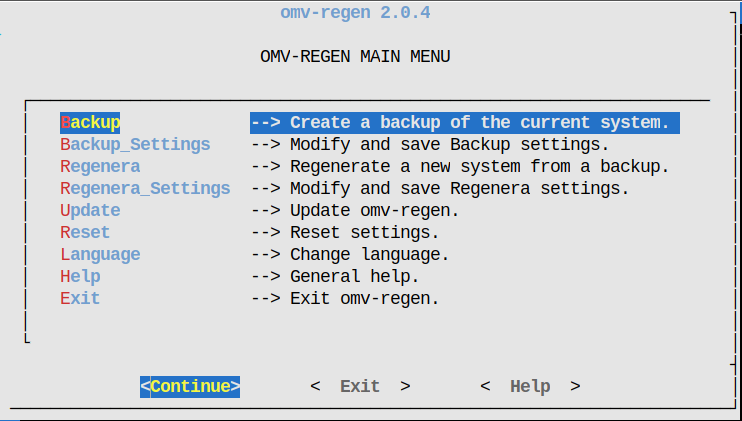 omv-regen 2.0.4
OMV-REGEN MAIN MENU
Backup --> Create a backup of the current system.
Backup_Settings --> Modify and save Backup settings.
Regenera --> Regenerate a new system from a backup.
Regenera_Settings --> Modify and save Regenera settings.
Update --> Update omv-regen.
Reset --> Reset settings.
Language --> Change language.
Help --> General help.
Exit --> Exit omv-regen.
<Continue> < Exit > < Help >